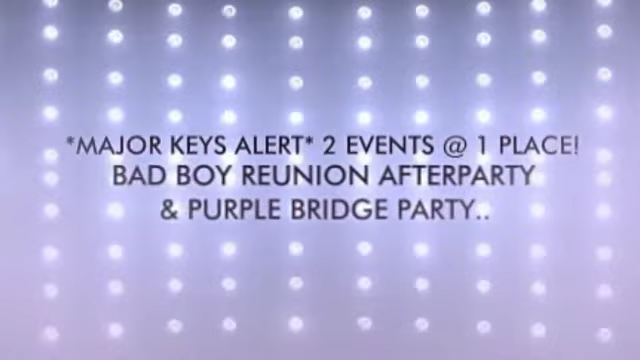 *MAJOR KEYS ALERT* 2 EVENTS @ 1 PLACE!
BAD BOY REUNION AFTERPARTY
& PURPLE BRIDGE PARTY..